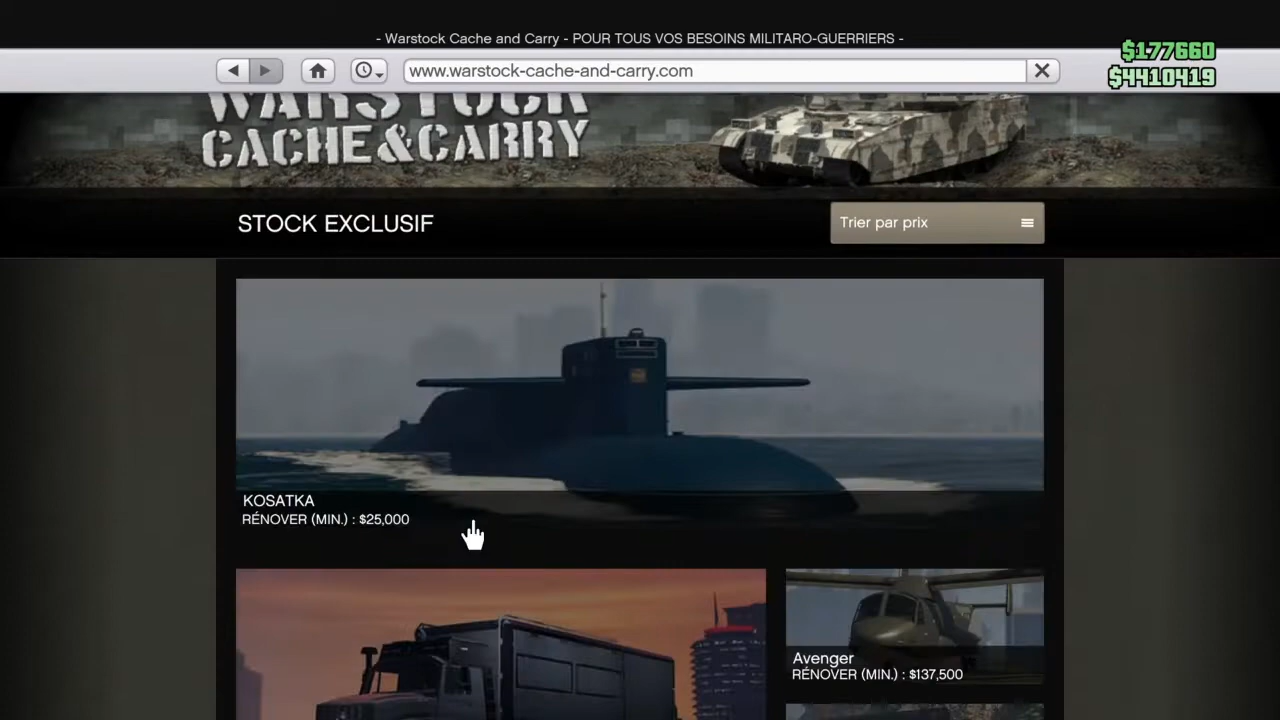 - Warstock Cache and Carry - POUR TOUS VOS BESOINS MILITARO-GUERRIERS -
$177660
www.warstock-cache-and-carry.com
$4410419
WARSTOCK
CACHE&CARRY
STOCK EXCLUSIF
Trier par prix
KOSATKA
RÉNOVER (MIN.) : $25,000
Avenger
RÉNOVER (MIN.) : $137,500